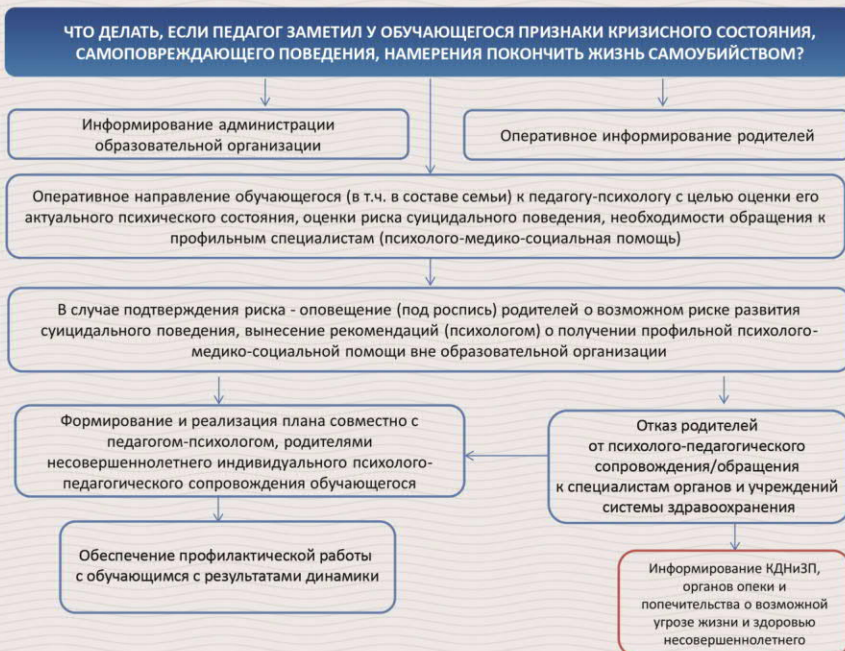 ЧТО ДЕЛАТЬ, ЕСЛИ ПЕДАГОГ ЗАМЕТИЛ У ОБУЧАЮЩЕГОСЯ ПРИЗНАКИ КРИЗИСНОГО СОСТОЯНИЯ,
САМОПОВРЕЖДАЮЩЕГО ПОВЕДЕНИЯ, НАМЕРЕНИЯ ПОКОНЧИТЬ ЖИЗНЬ САМОУБИЙСТВОМ?
Информирование администрации
образовательной организации
Оперативное информирование родителей
Оперативное направление обучающегося (в т.ч. в составе семьи) к педагогу-психологу с целью оценки его
актуального психического состояния, оценки риска суицидального поведения, необходимости обращения к
профильным специалистам (психолого-медико-социальная помощь)
В случае подтверждения риска - оповещение (под роспись) родителей о возможном риске развития
суицидального поведения, вынесение рекомендаций (психологом) о получении профильной психолого-
медико-социальной помощи вне образовательной организации
Формирование и реализация плана совместно с
педагогом-психологом, родителями
несовершеннолетнего индивидуального психолого-
педагогического сопровождения обучающегося
Отказ родителей
от психолого-педагогического
сопровождения/обращения
к специалистам органов и учреждений
системы здравоохранения
Обеспечение профилактической работы
с обучающимся с результатами динамики
Информирование КДНиЗП,
органов опеки и
попечительства о возможной
угрозе жизни и здоровью
несовершеннолетнего